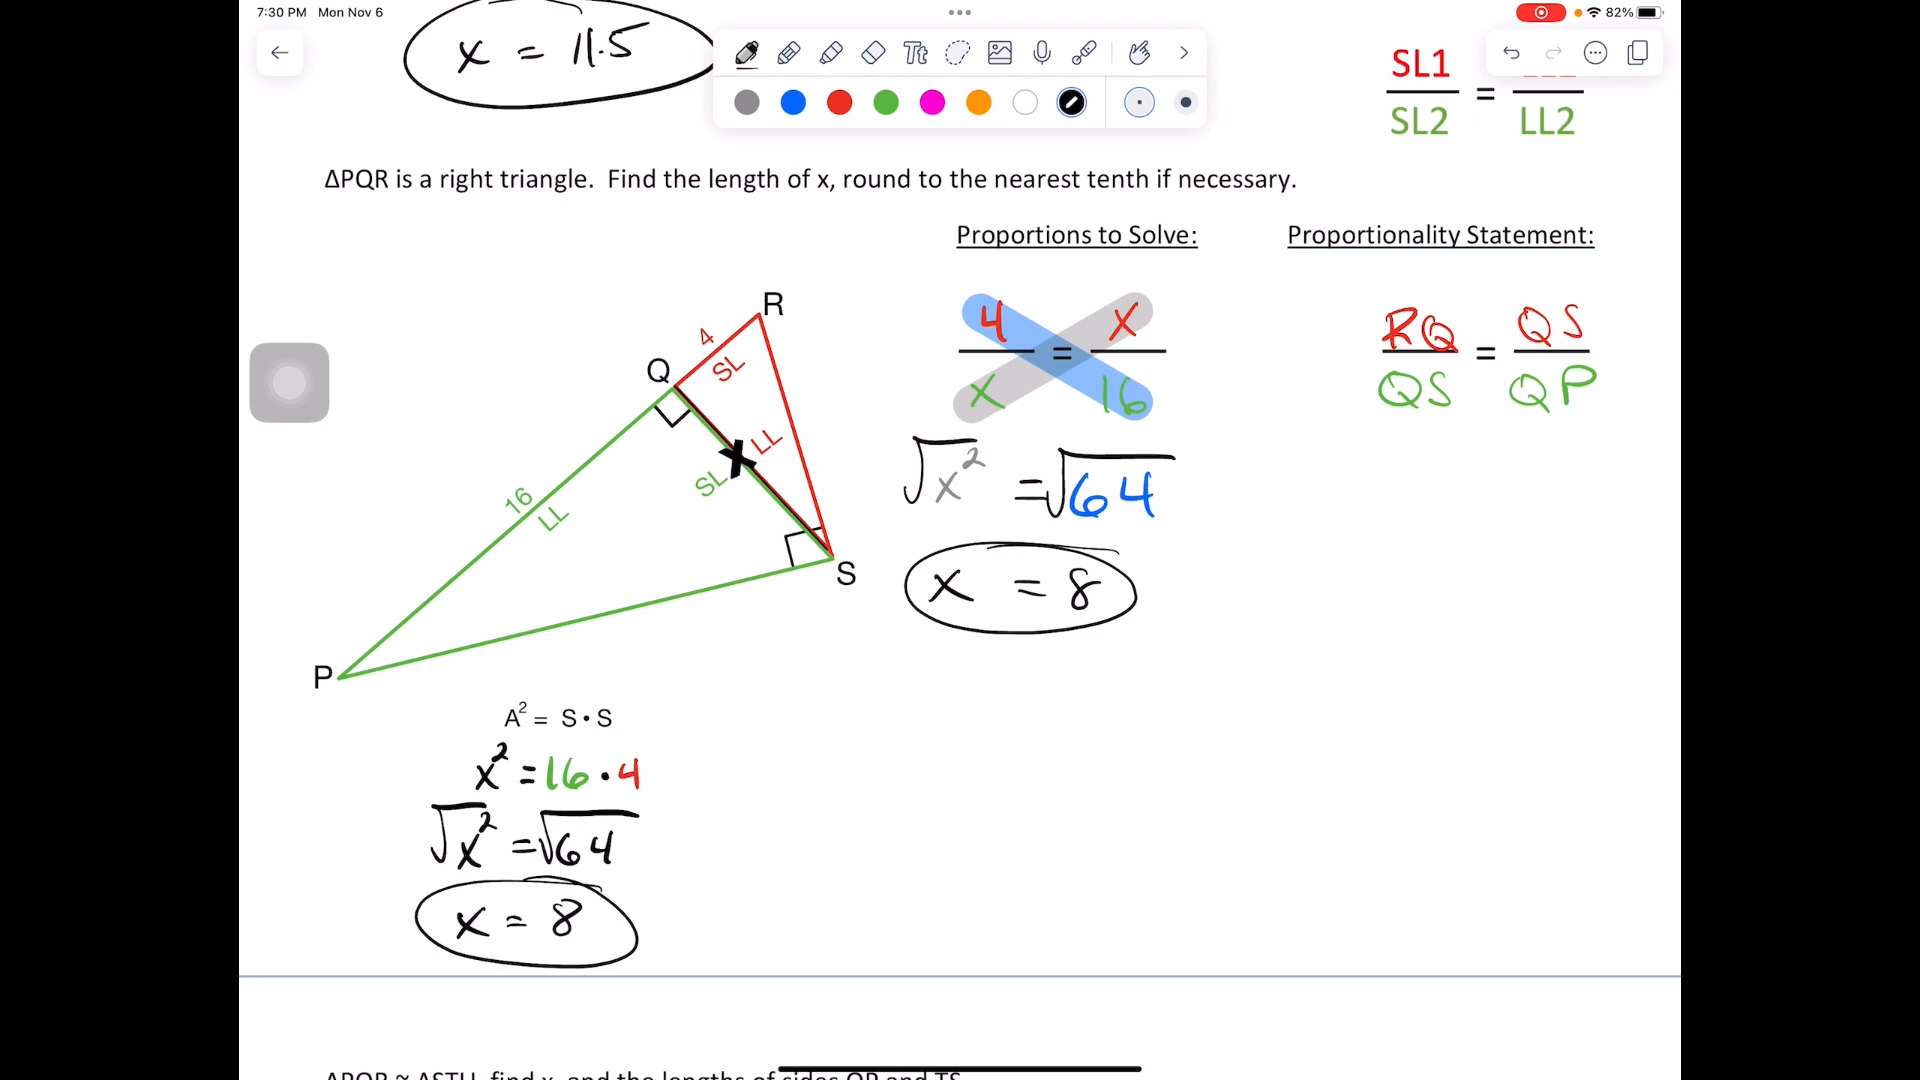 7:30 PM Mon Nov 6
82%
x = 11.5
Tt
SL1
SL2 = LL2
ΔPQR is a right triangle. Find the length of x, round to the nearest tenth if necessary.
Proportions to Solve:
Proportionality Statement:
R
4
SL
Q
LL
X
SL
16
LL
S
P
4 = x
x 16
√x² = √64
x = 8
RQ = QS
QS QP
A² = S • S
x² = 16 • 4
√x² = √64
x = 8